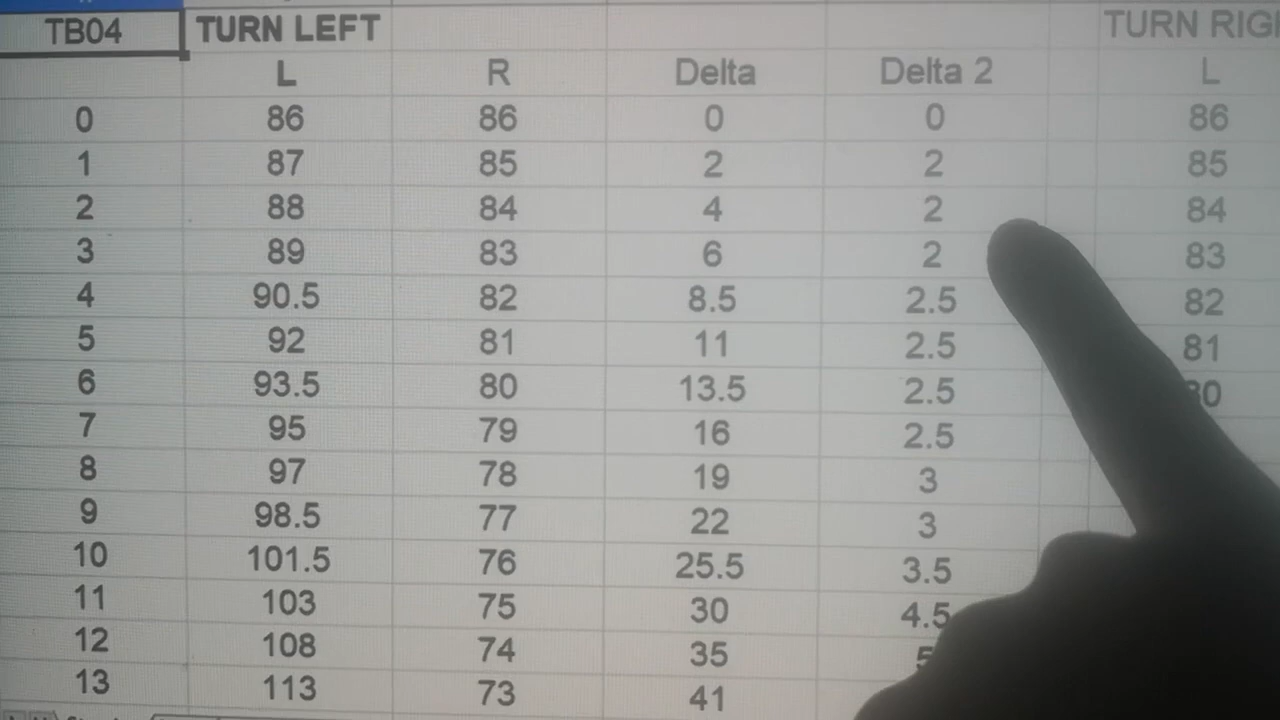 TB04 TURN LEFT TURN
L R Delta Delta 2 L
0 86 86 0 0 86
1 87 85 2 2 85
2 88 84 4 2 84
3 89 83 6 2 83
4 90.5 82 8.5 2.5 82
5 92 81 11 2.5 81
6 93.5 80 13.5 2.5
7 95 79 16 2.5
8 97 78 19 3
9 98.5 77 22 3
10 101.5 76 25.5 3.5
11 103 75 30 4.5
12 108 74 35
13 113 73 41